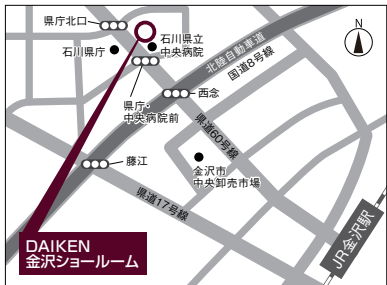 県庁北口
石川県庁
石川県立
中央病院
N
北陸自動車道
国道8号線
県庁・
中央病院前
西念
県道60号線
藤江
金沢市
中央卸売市場
県道17号線
JR金沢駅
DAIKEN
金沢ショールーム